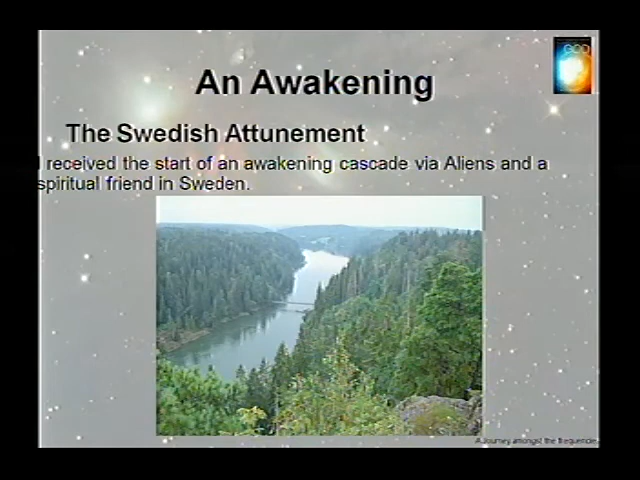 An Awakening
GOD
The Swedish Attunement
I received the start of an awakening cascade via Aliens and a
spiritual friend in Sweden.
A Journey amongst the frequencie